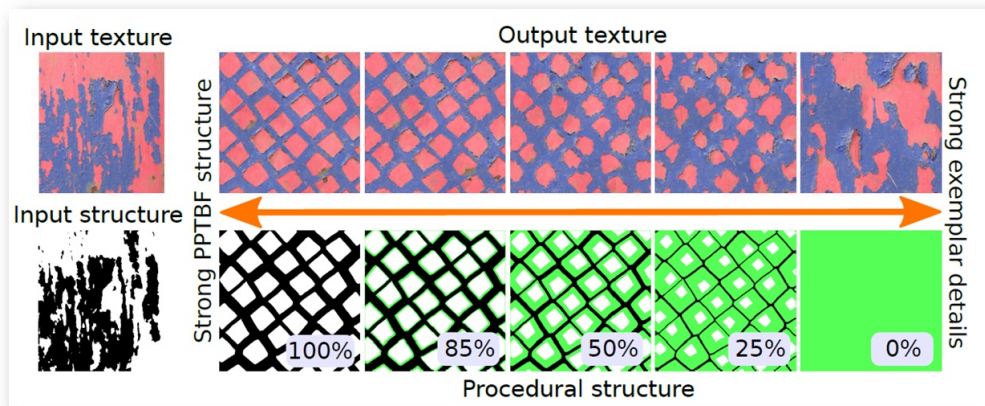 Input texture
Output texture
Input structure
Strong PPTBF structure
Strong exemplar details
100%
85%
50%
25%
0%
Procedural structure